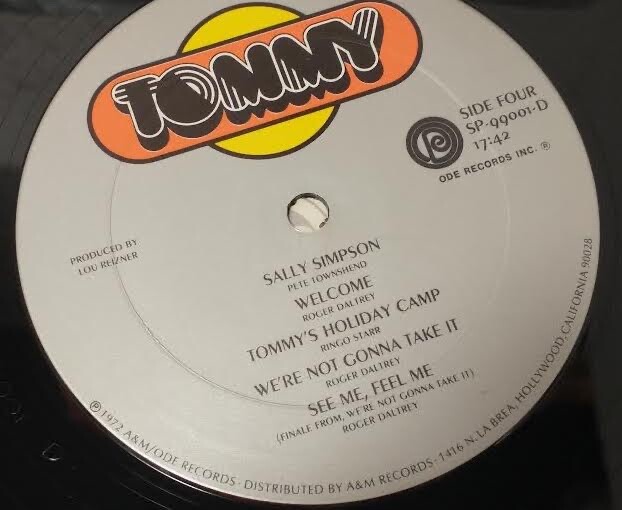 TOMMY
SIDE FOUR
SP-99001-D
17:42
ODE RECORDS INC. ®
PRODUCED BY
LOU REIZNER
SALLY SIMPSON
PETE TOWNSHEND
WELCOME
ROGER DALTREY
TOMMY'S HOLIDAY CAMP
RINGO STARR
WE'RE NOT GONNA TAKE IT
ROGER DALTREY
SEE ME, FEEL ME
(FINALE FROM, WE'RE NOT GONNA TAKE IT)
ROGER DALTREY
℗ 1972 A&M/ODE RECORDS · DISTRIBUTED BY A&M RECORDS · 1416 N. LA BREA, HOLLYWOOD, CALIFORNIA 90028